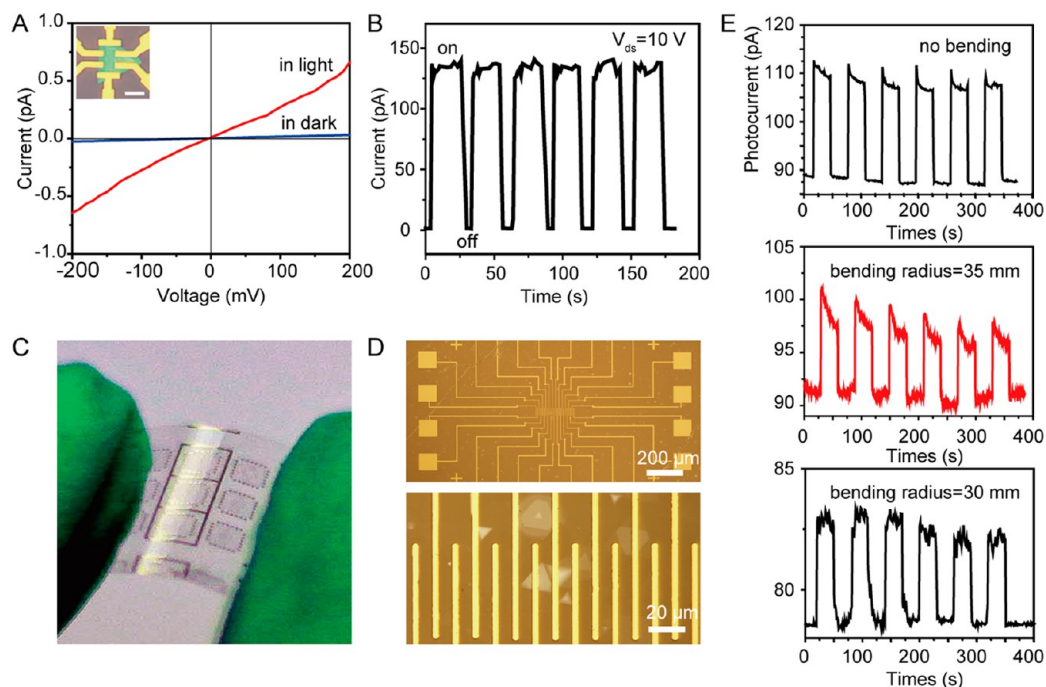 A
1.0
0.5
0.0
-0.5
-1.0
Current (pA)
in light
in dark
-200
-100
0
100
200
Voltage (mV)
B
150
125
100
75
50
25
0
Current (pA)
on
off
Vds=10 V
0
50
100
150
200
Time (s)
C
D
200 µm
20 µm
E
Photocurrent (pA)
120
110
100
90
no bending
0 100 200 300 400
Times (s)
105
100
95
90
bending radius=35 mm
0 100 200 300 400
Times (s)
85
80
bending radius=30 mm
0 100 200 300 400
Times (s)